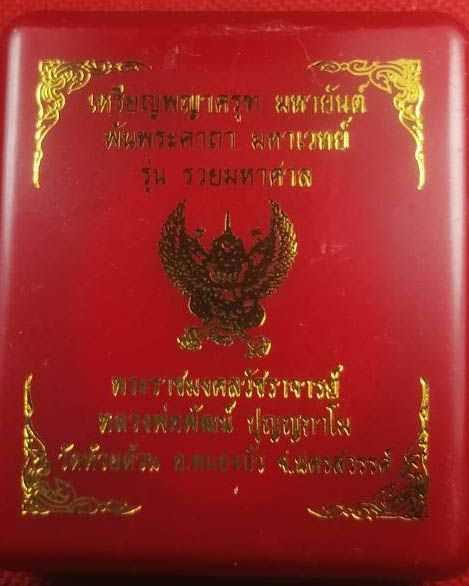 เหรียญพญาครุฑ มหายันต์
พันพระคาถา มหาเวทย์
รุ่น รวยมหาศาล
พระราชมงคลวัชราจารย์
หลวงพ่อพัฒน์ ปุญญกาโม
วัดห้วยด้วน อ.หนองบัว จ.นครสวรรค์